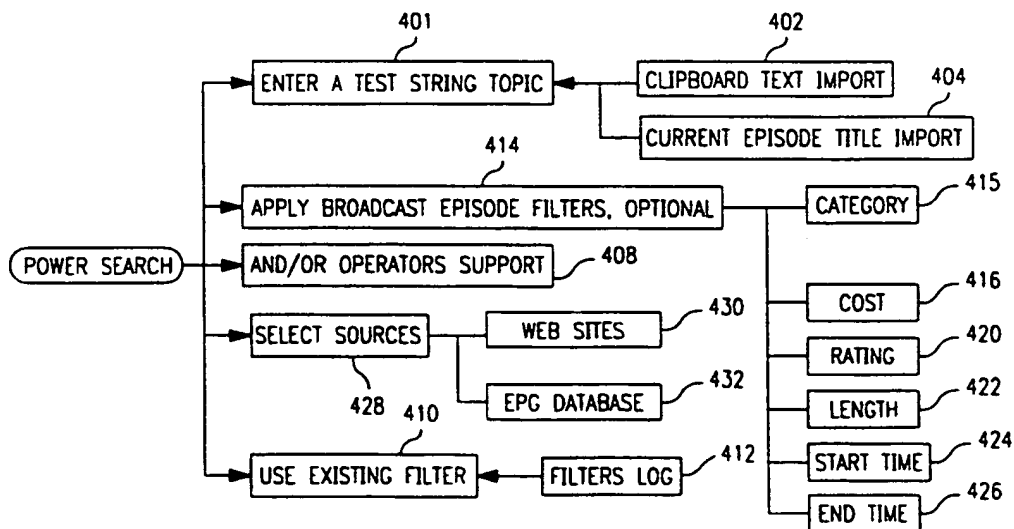 401
402
ENTER A TEST STRING TOPIC
CLIPBOARD TEXT IMPORT
404
CURRENT EPISODE TITLE IMPORT
414
415
APPLY BROADCAST EPISODE FILTERS, OPTIONAL
CATEGORY
POWER SEARCH
AND/OR OPERATORS SUPPORT
408
416
COST
430
SELECT SOURCES
WEB SITES
420
RATING
428
432
EPG DATABASE
422
LENGTH
410
412
424
USE EXISTING FILTER
FILTERS LOG
START TIME
426
END TIME